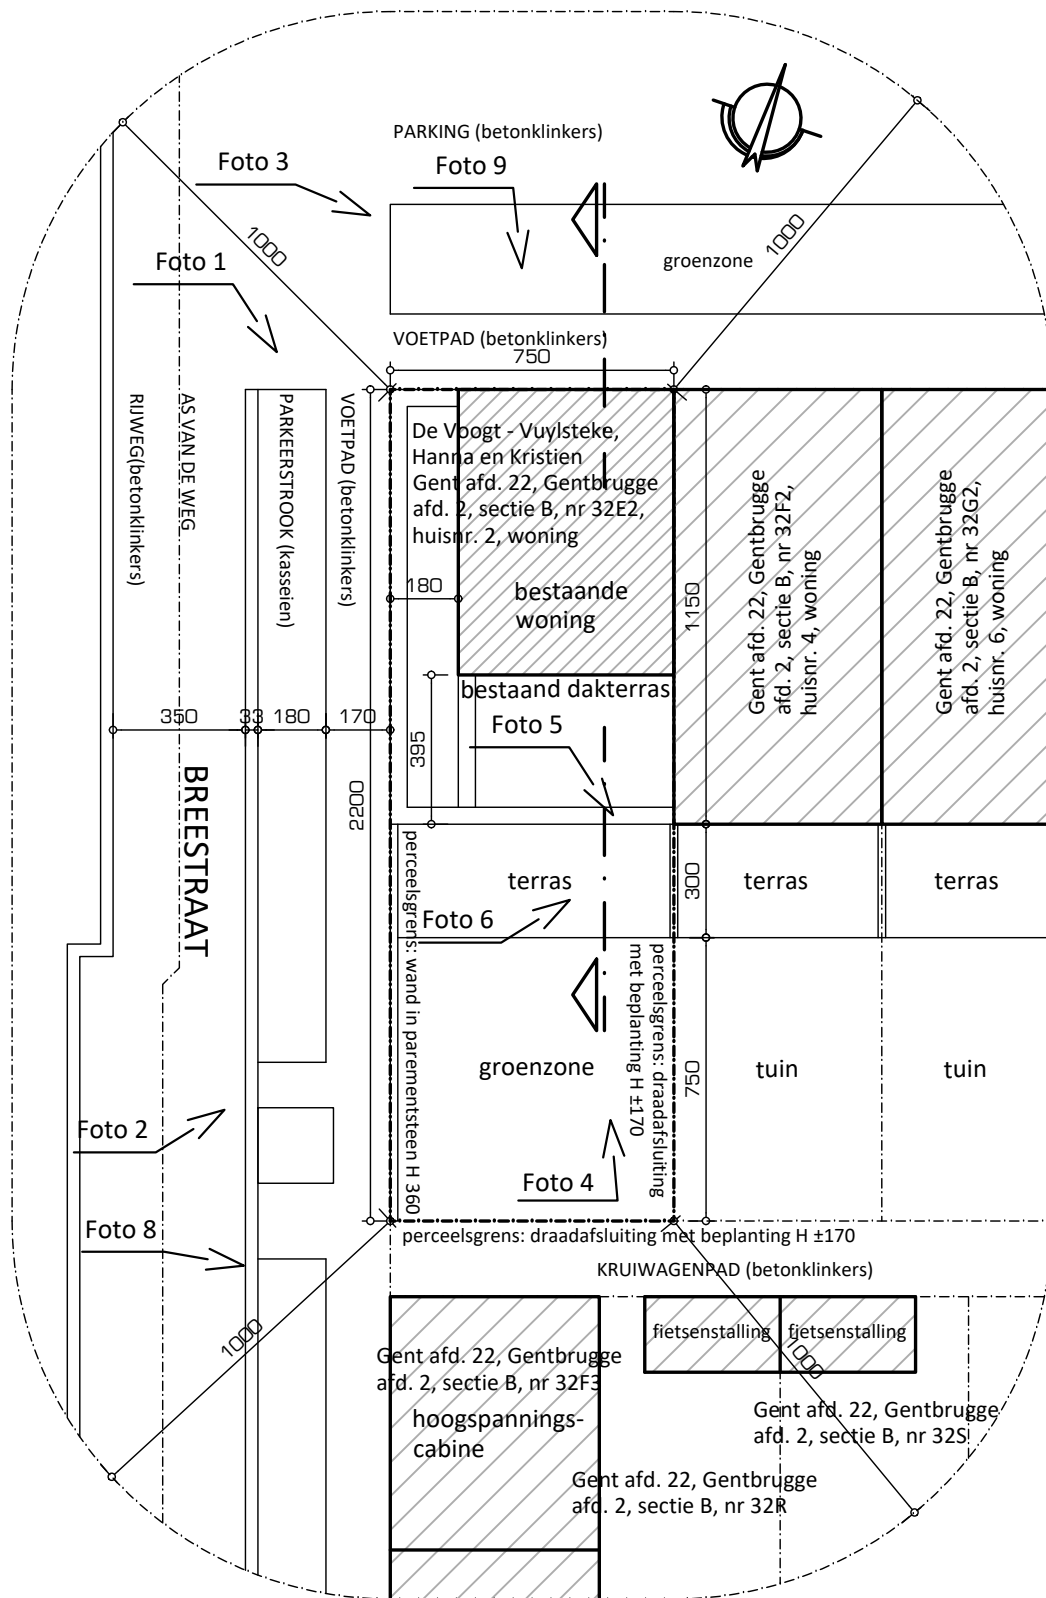 PARKING (betonklinkers)
Foto 3
Foto 9
1000
1000
groenzone
Foto 1
VOETPAD (betonklinkers)
750
RIJWEG(betonklinkers)
AS VAN DE WEG
PARKEERSTROOK (kasseien)
VOETPAD (betonklinkers)
De Voogt - Vuylsteke,
Hanna en Kristien
Gent afd. 22, Gentbrugge
afd. 2, sectie B, nr 32E2,
huisnr. 2, woning
180
bestaande
woning
1150
Gent afd. 22, Gentbrugge
afd. 2, sectie B, nr 32F2,
huisnr. 4, woning
Gent afd. 22, Gentbrugge
afd. 2, sectie B, nr 32G2,
huisnr. 6, woning
bestaand dakterras
350
33
180
170
Foto 5
395
2200
BREESTRAAT
terras
300
terras
terras
Foto 6
perceelsgrens: wand in parementsteen H 360
perceelsgrens: draadafsluiting
met beplanting H ±170
groenzone
750
tuin
tuin
Foto 2
Foto 4
Foto 8
perceelsgrens: draadafsluiting met beplanting H ±170
KRUIWAGENPAD (betonklinkers)
1000
fietsenstalling
fietsenstalling
1000
Gent afd. 22, Gentbrugge
afd. 2, sectie B, nr 32F3
hoogspannings-
cabine
Gent afd. 22, Gentbrugge
afd. 2, sectie B, nr 32S
Gent afd. 22, Gentbrugge
afd. 2, sectie B, nr 32R